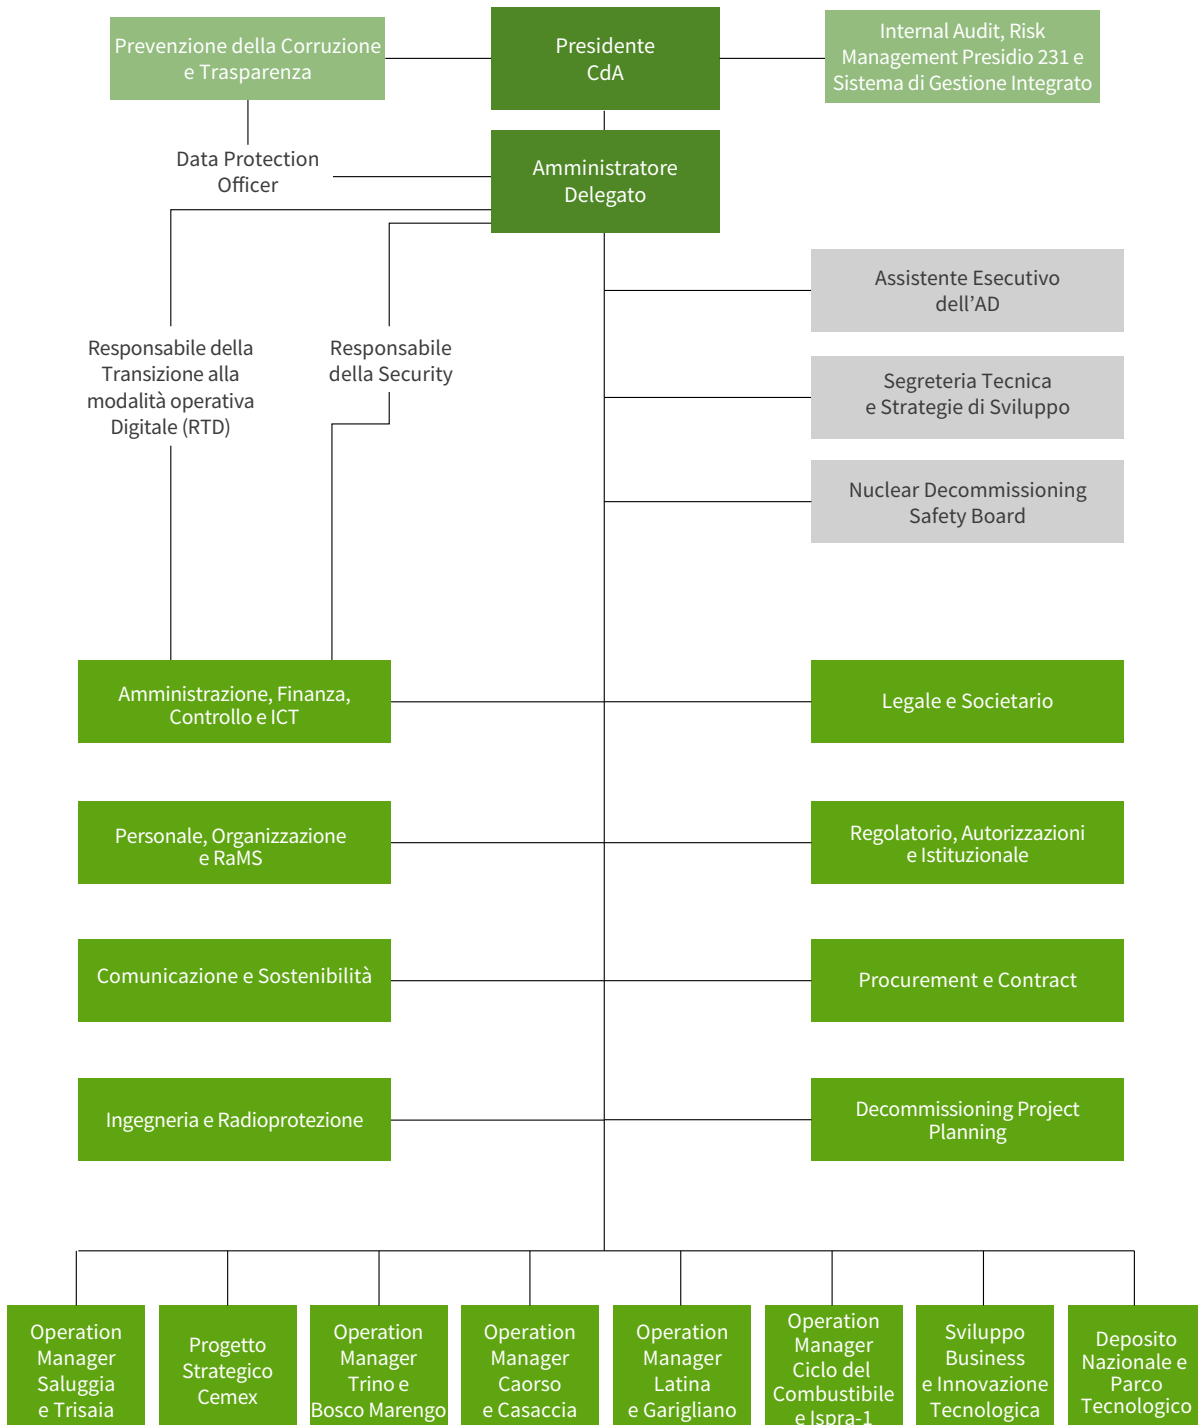 Prevenzione della Corruzione
e Trasparenza
Presidente
CdA
Internal Audit, Risk
Management Presidio 231 e
Sistema di Gestione Integrato
Data Protection
Officer
Amministratore
Delegato
Assistente Esecutivo
dell’AD
Responsabile della
Transizione alla
modalità operativa
Digitale (RTD)
Responsabile
della Security
Segreteria Tecnica
e Strategie di Sviluppo
Nuclear Decommissioning
Safety Board
Amministrazione, Finanza,
Controllo e ICT
Legale e Societario
Personale, Organizzazione
e RaMS
Regolatorio, Autorizzazioni
e Istituzionale
Comunicazione e Sostenibilità
Procurement e Contract
Ingegneria e Radioprotezione
Decommissioning Project
Planning
Operation
Manager
Saluggia
e Trisaia
Progetto
Strategico
Cemex
Operation
Manager
Trino e
Bosco Marengo
Operation
Manager
Caorso
e Casaccia
Operation
Manager
Latina
e Garigliano
Operation
Manager
Ciclo del
Combustibile
e Ispra-1
Sviluppo
Business
e Innovazione
Tecnologica
Deposito
Nazionale e
Parco
Tecnologico